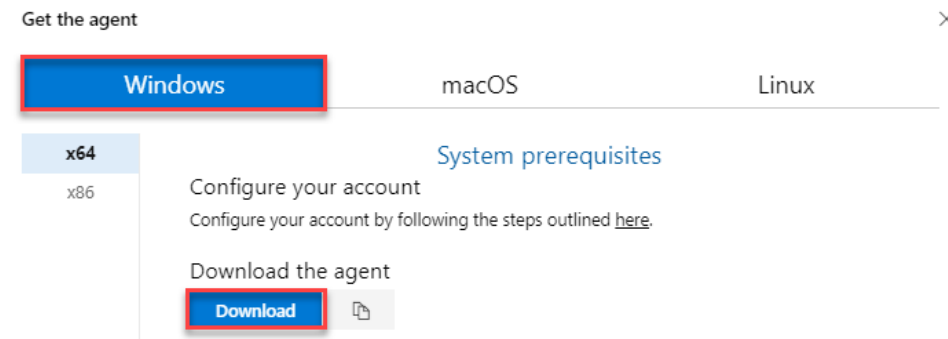 Get the agent
Windows macOS Linux
x64 System prerequisites
x86 Configure your account
Configure your account by following the steps outlined here.
Download the agent
Download